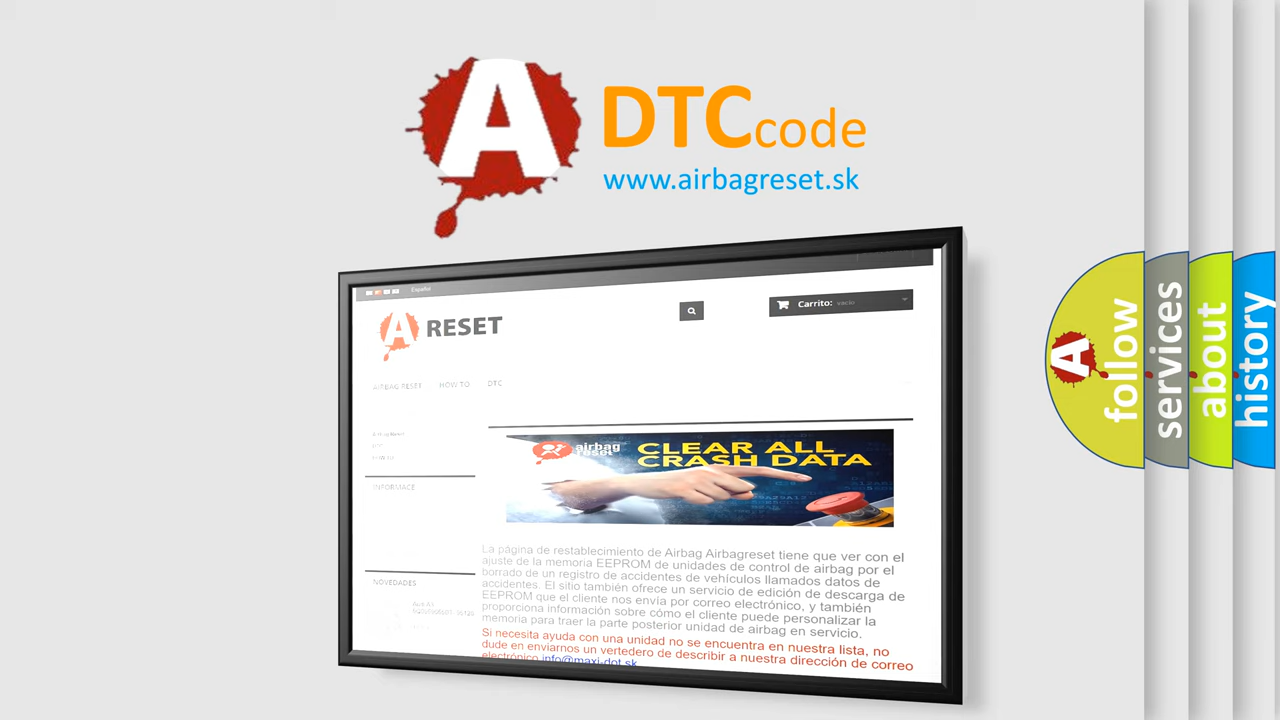 A DTCcode
www.airbagreset.sk
Español
A RESET
Carrito: vacío
AIRBAG RESET HOW TO DTC
HOW TO
INFORMACE
airbag
reset
CLEAR ALL
CRASH DATA
La página de restablecimiento de Airbag Airbagreset tiene que ver con el
ajuste de la memoria EEPROM de unidades de control de airbag por el
borrado de un registro de accidentes de vehículos llamados datos de
accidentes. El sitio también ofrece un servicio de edición de descarga de
EEPROM que el cliente nos envía por correo electrónico, y también
proporciona información sobre cómo el cliente puede personalizar la
memoria para traer la parte posterior unidad de airbag en servicio.
Si necesita ayuda con una unidad no se encuentra en nuestra lista, no
dude en enviarnos un vertedero de describir a nuestra dirección de correo
electrónico info@maxi-dot.sk
NOVEDADES
A follow
services
about
history